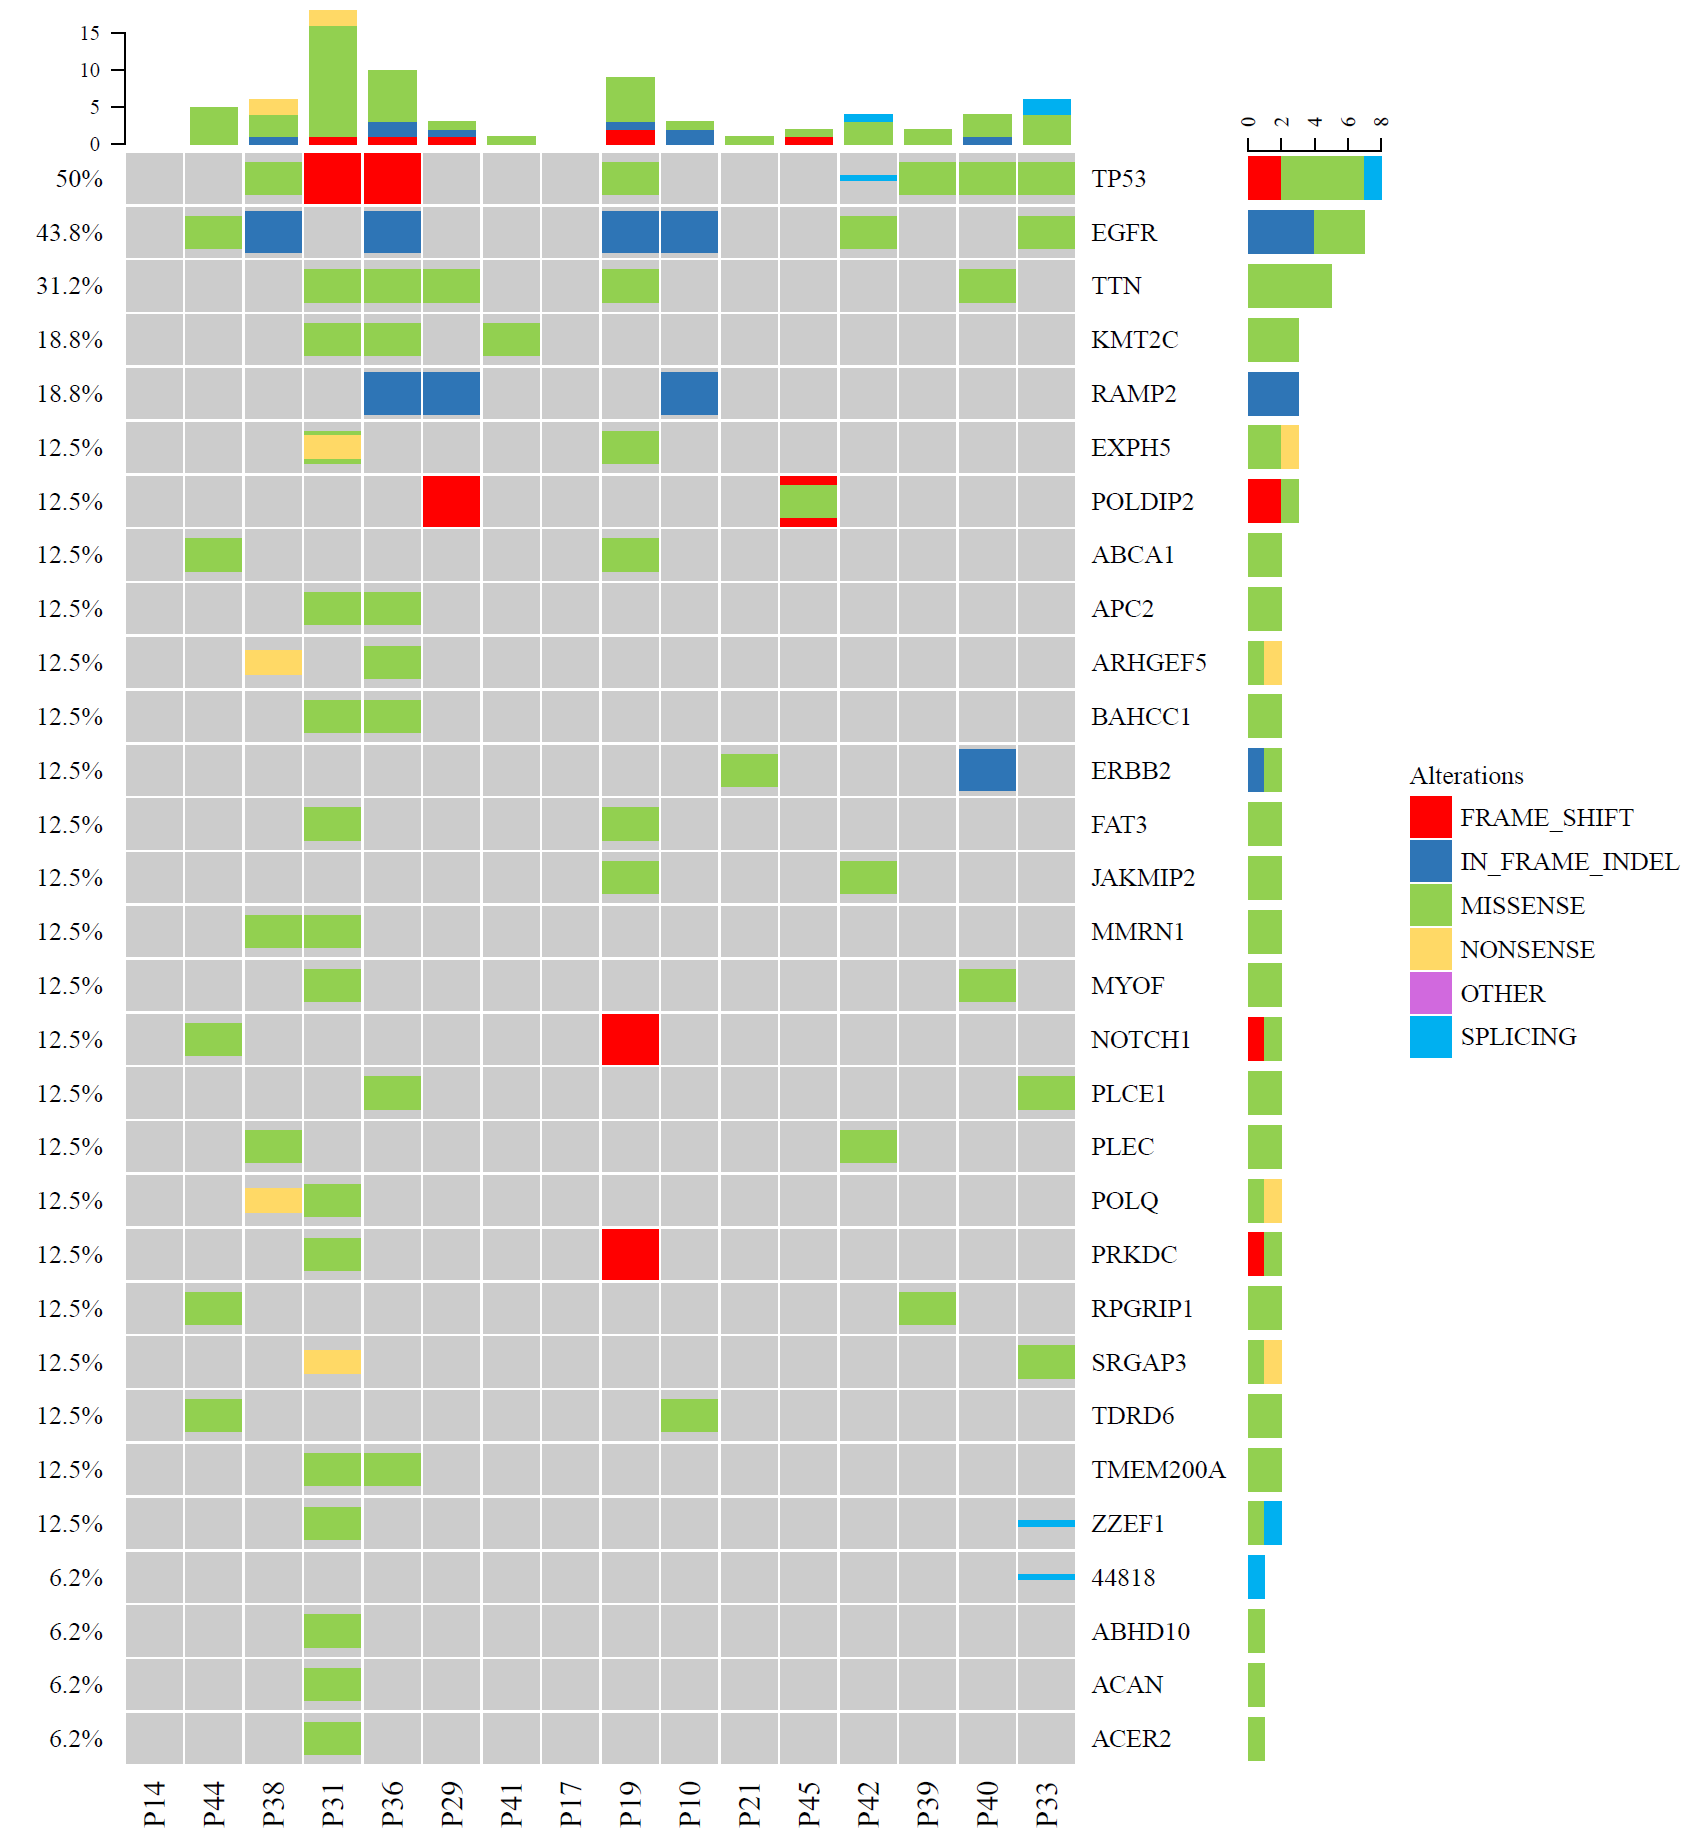 15
10
5
0
0 2 4 6 8
50% TP53
43.8% EGFR
31.2% TTN
18.8% KMT2C
18.8% RAMP2
12.5% EXPH5
12.5% POLDIP2
12.5% ABCA1
12.5% APC2
12.5% ARHGEF5
12.5% BAHCC1
12.5% ERBB2
12.5% FAT3
12.5% JAKMIP2
12.5% MMRN1
12.5% MYOF
12.5% NOTCH1
12.5% PLCE1
12.5% PLEC
12.5% POLQ
12.5% PRKDC
12.5% RPGRIP1
12.5% SRGAP3
12.5% TDRD6
12.5% TMEM200A
12.5% ZZEF1
6.2% 44818
6.2% ABHD10
6.2% ACAN
6.2% ACER2
P14 P44 P38 P31 P36 P29 P41 P17 P19 P10 P21 P45 P42 P39 P40 P33
Alterations
FRAME_SHIFT
IN_FRAME_INDEL
MISSENSE
NONSENSE
OTHER
SPLICING